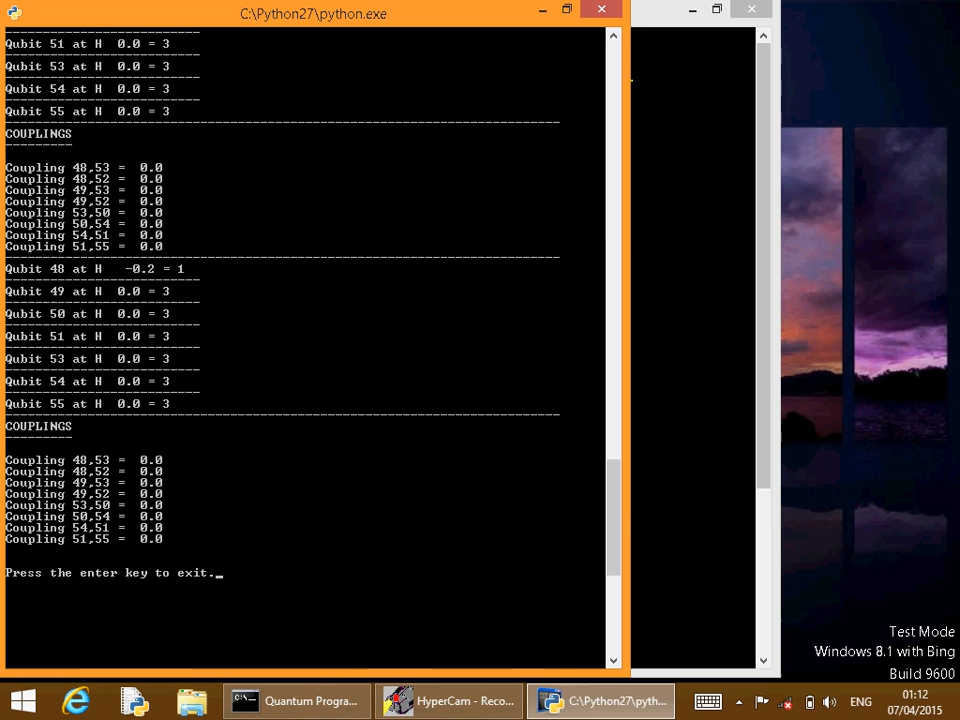 C:\Python27\python.exe
--------------------------
Qubit 51 at H  0.0 = 3
--------------------------
Qubit 53 at H  0.0 = 3
--------------------------
Qubit 54 at H  0.0 = 3
--------------------------
Qubit 55 at H  0.0 = 3
--------------------------------------------------------------------------
COUPLINGS
---------
Coupling 48,53 =  0.0
Coupling 48,52 =  0.0
Coupling 49,53 =  0.0
Coupling 49,52 =  0.0
Coupling 53,50 =  0.0
Coupling 50,54 =  0.0
Coupling 54,51 =  0.0
Coupling 51,55 =  0.0
--------------------------------------------------------------------------
Qubit 48 at H   -0.2 = 1
--------------------------
Qubit 49 at H  0.0 = 3
--------------------------
Qubit 50 at H  0.0 = 3
--------------------------
Qubit 51 at H  0.0 = 3
--------------------------
Qubit 53 at H  0.0 = 3
--------------------------
Qubit 54 at H  0.0 = 3
--------------------------
Qubit 55 at H  0.0 = 3
--------------------------------------------------------------------------
COUPLINGS
---------
Coupling 48,53 =  0.0
Coupling 48,52 =  0.0
Coupling 49,53 =  0.0
Coupling 49,52 =  0.0
Coupling 53,50 =  0.0
Coupling 50,54 =  0.0
Coupling 54,51 =  0.0
Coupling 51,55 =  0.0
Press the enter key to exit._
Test Mode
Windows 8.1 with Bing
Build 9600
Quantum Progra...
HyperCam - Reco...
C:\Python27\pyth...
ENG
01:12
07/04/2015